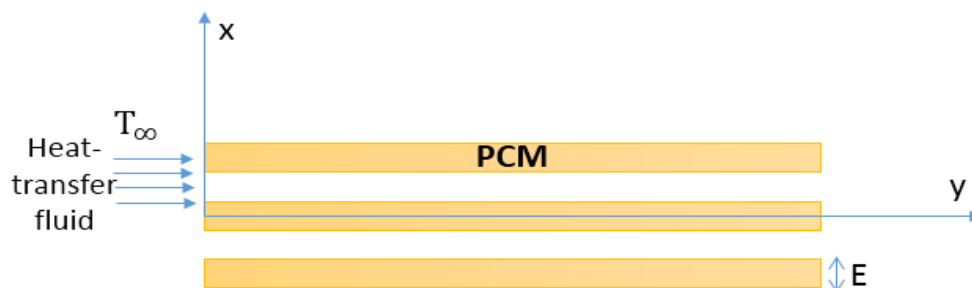 x
T∞
Heat-
transfer
fluid
PCM
y
E